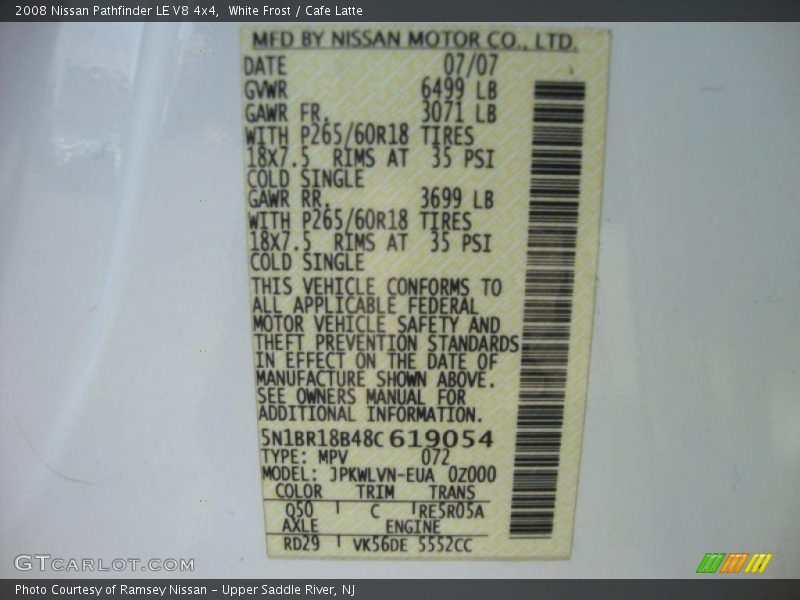 2008 Nissan Pathfinder LE V8 4x4,  White Frost / Cafe Latte
MFD BY NISSAN MOTOR CO., LTD.
DATE 07/07
GVWR 6499 LB
GAWR FR. 3071 LB
WITH P265/60R18 TIRES
18X7.5 RIMS AT 35 PSI
COLD SINGLE
GAWR RR. 3699 LB
WITH P265/60R18 TIRES
18X7.5 RIMS AT 35 PSI
COLD SINGLE
THIS VEHICLE CONFORMS TO
ALL APPLICABLE FEDERAL
MOTOR VEHICLE SAFETY AND
THEFT PREVENTION STANDARDS
IN EFFECT ON THE DATE OF
MANUFACTURE SHOWN ABOVE.
SEE OWNERS MANUAL FOR
ADDITIONAL INFORMATION.
5N1BR18B48C619054
TYPE: MPV 072
MODEL: JPKWLVN-EUA 0Z000
COLOR TRIM TRANS
Q50 C RE5R05A
AXLE ENGINE
RD29 VK56DE 5552CC
GTCARLOT.COM
Photo Courtesy of Ramsey Nissan - Upper Saddle River, NJ